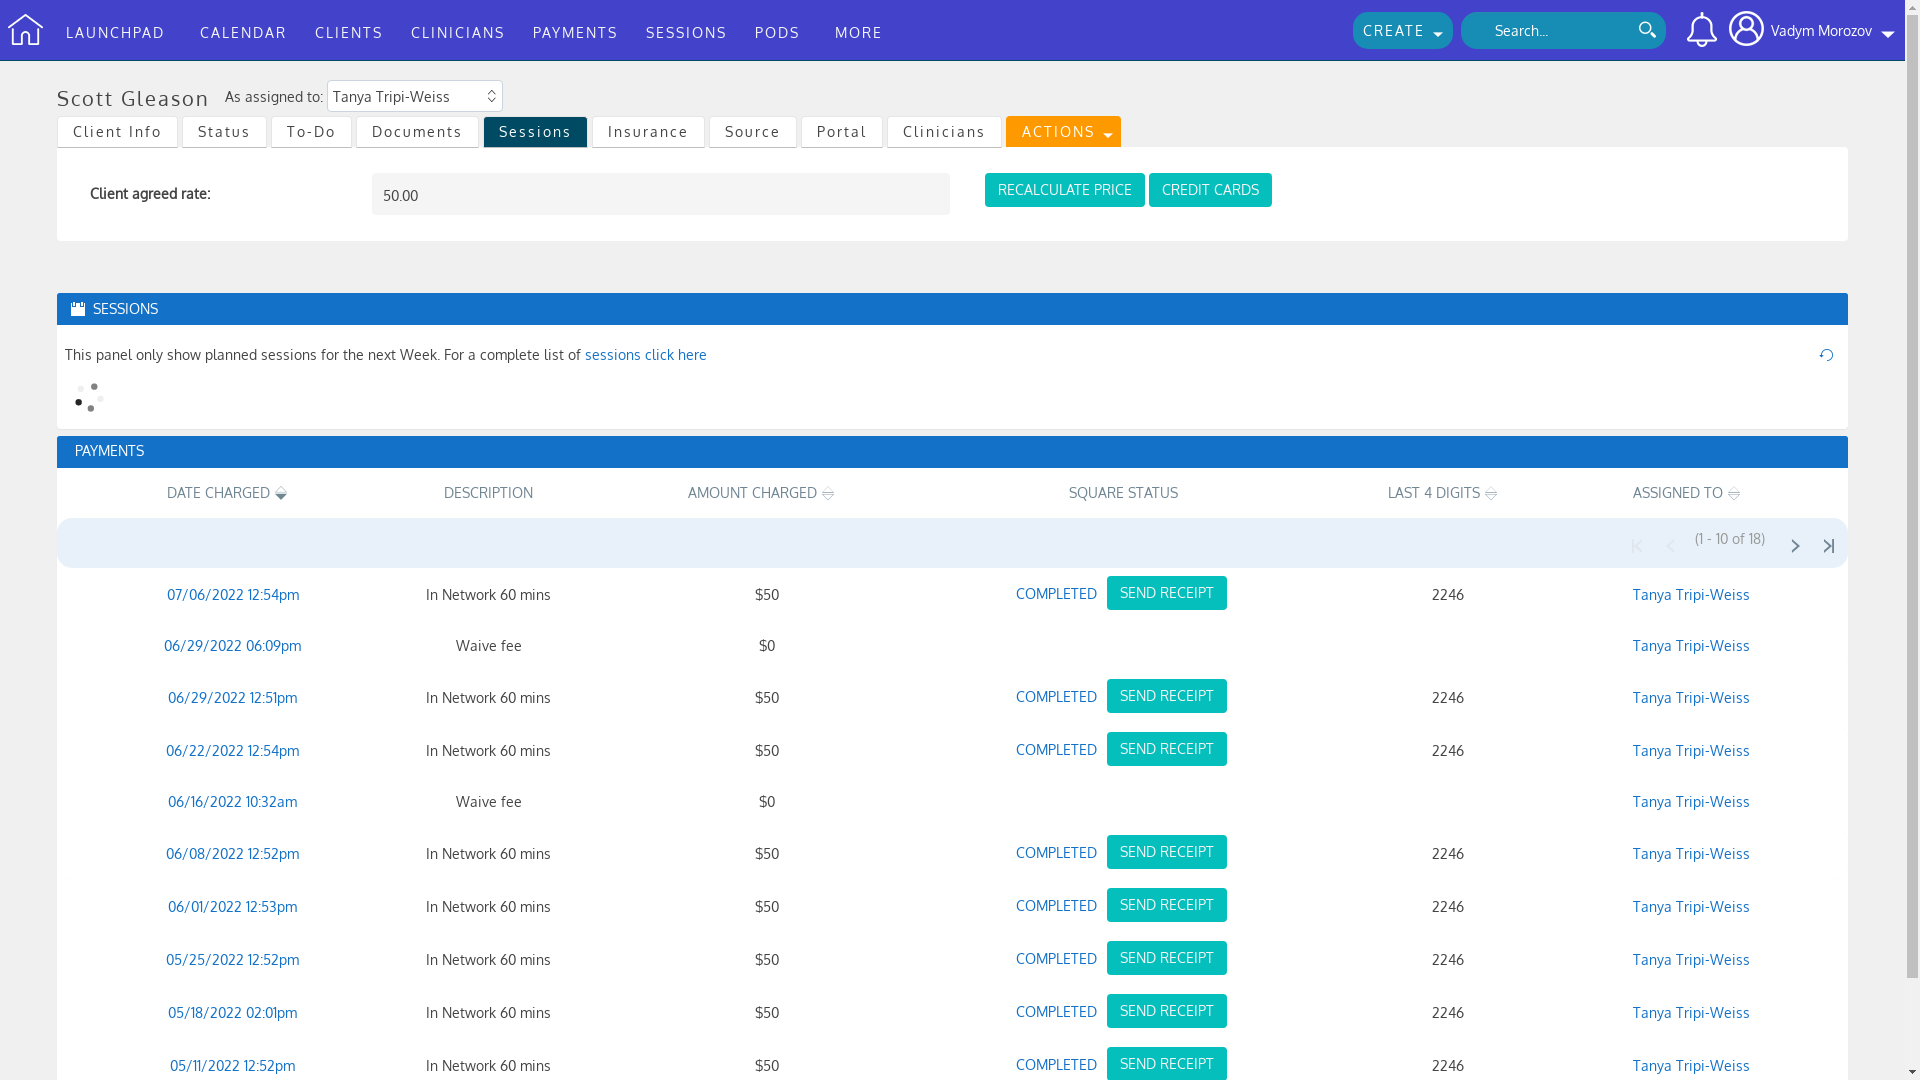 LAUNCHPAD CALENDAR CLIENTS CLINICIANS PAYMENTS SESSIONS PODS MORE CREATE Search... Vadym Morozov
Scott Gleason As assigned to: Tanya Tripi-Weiss
Client Info Status To-Do Documents Sessions Insurance Source Portal Clinicians ACTIONS
Client agreed rate: 50.00 RECALCULATE PRICE CREDIT CARDS
SESSIONS
This panel only show planned sessions for the next Week. For a complete list of sessions click here
PAYMENTS
DATE CHARGED DESCRIPTION AMOUNT CHARGED SQUARE STATUS LAST 4 DIGITS ASSIGNED TO
(1 - 10 of 18)
07/06/2022 12:54pm In Network 60 mins $50 COMPLETED SEND RECEIPT 2246 Tanya Tripi-Weiss
06/29/2022 06:09pm Waive fee $0 Tanya Tripi-Weiss
06/29/2022 12:51pm In Network 60 mins $50 COMPLETED SEND RECEIPT 2246 Tanya Tripi-Weiss
06/22/2022 12:54pm In Network 60 mins $50 COMPLETED SEND RECEIPT 2246 Tanya Tripi-Weiss
06/16/2022 10:32am Waive fee $0 Tanya Tripi-Weiss
06/08/2022 12:52pm In Network 60 mins $50 COMPLETED SEND RECEIPT 2246 Tanya Tripi-Weiss
06/01/2022 12:53pm In Network 60 mins $50 COMPLETED SEND RECEIPT 2246 Tanya Tripi-Weiss
05/25/2022 12:52pm In Network 60 mins $50 COMPLETED SEND RECEIPT 2246 Tanya Tripi-Weiss
05/18/2022 02:01pm In Network 60 mins $50 COMPLETED SEND RECEIPT 2246 Tanya Tripi-Weiss
05/11/2022 12:52pm In Network 60 mins $50 COMPLETED SEND RECEIPT 2246 Tanya Tripi-Weiss